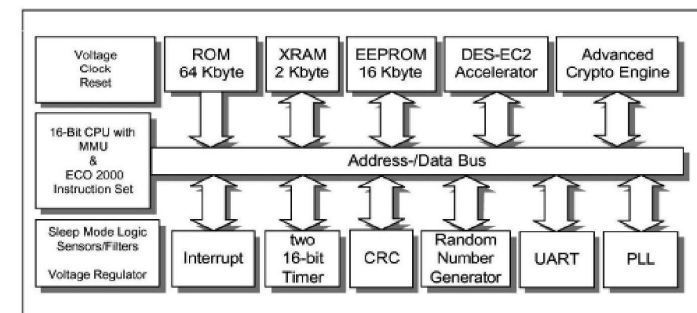 Voltage
Clock
Reset
ROM
64 Kbyte
XRAM
2 Kbyte
EEPROM
16 Kbyte
DES-EC2
Accelerator
Advanced
Crypto Engine
16-Bit CPU with
MMU
&
ECO 2000
Instruction Set
Address-/Data Bus
Sleep Mode Logic
Sensors/Filters
Voltage Regulator
Interrupt
two
16-bit
Timer
CRC
Random
Number
Generator
UART
PLL